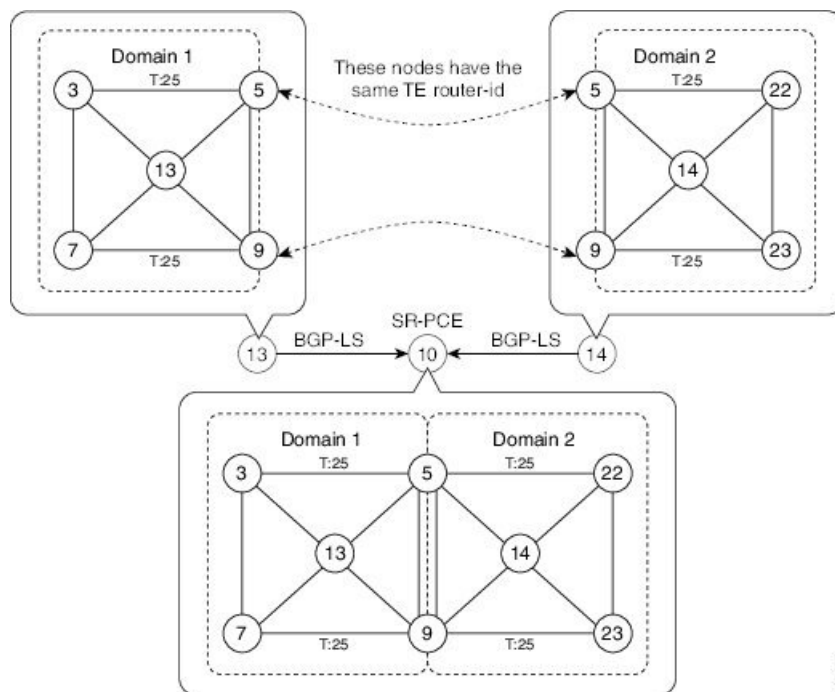 Domain 1
T:25
3
5
13
7
9
T:25
These nodes have the
same TE router-id
Domain 2
T:25
5
22
14
9
23
T:25
SR-PCE
13
BGP-LS
10
BGP-LS
14
Domain 1
Domain 2
T:25
T:25
3
5
22
13
14
7
9
23
T:25
T:25